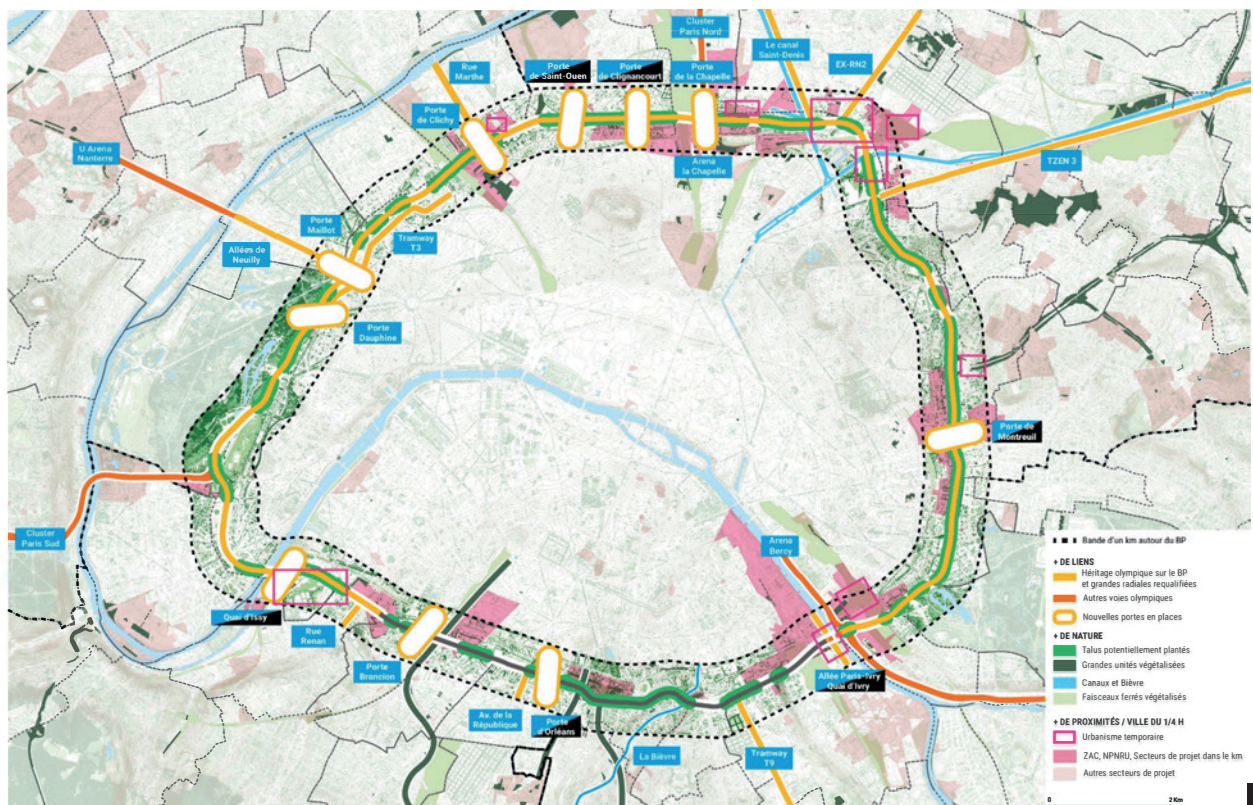 Cluster
Paris Nord
Le canal
Saint-Denis
EX-RN2
Rue
Marthe
Porte
de Saint-Ouen
Porte
de Clignancourt
Porte
de la Chapelle
Porte
de Clichy
U Arena
Nanterre
Arena
la Chapelle
TZEN 3
Porte
Maillot
Tramway
T3
Allées de
Neuilly
Porte
Dauphine
Porte de
Montreuil
Cluster
Paris Sud
Arena
Bercy
Quai d'Issy
Rue
Renan
Porte
Brancion
Av. de la
République
Porte
d'Orléans
La Bièvre
Allée Paris-Ivry
Quai d'Ivry
Tramway
T9
Bande d'un km autour du BP
+ DE LIENS
Héritage olympique sur le BP
et grandes radiales requalifiées
Autres voies olympiques
Nouvelles portes en places
+ DE NATURE
Talus potentiellement plantés
Grandes unités végétalisées
Canaux et Bièvre
Faisceaux ferrés végétalisés
+ DE PROXIMITÉS / VILLE DU 1/4 H
Urbanisme temporaire
ZAC, NPNRU, Secteurs de projet dans le km
Autres secteurs de projet
0 2 Km